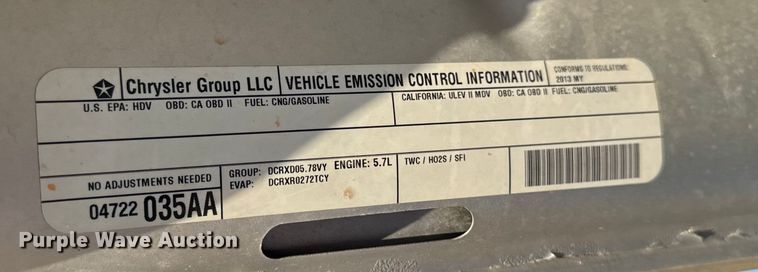 Chrysler Group LLC VEHICLE EMISSION CONTROL INFORMATION CONFORMS TO REGULATIONS:
2013 MY
U.S. EPA: HDV OBD: CA OBD II FUEL: CNG/GASOLINE CALIFORNIA: ULEV II MDV OBD: CA OBD II FUEL: CNG/GASOLINE
NO ADJUSTMENTS NEEDED
04722 035AA
GROUP: DCRXD05.78VY ENGINE: 5.7L
EVAP: DCRXR0272TCY
TWC / HO2S / SFI
Purple Wave Auction